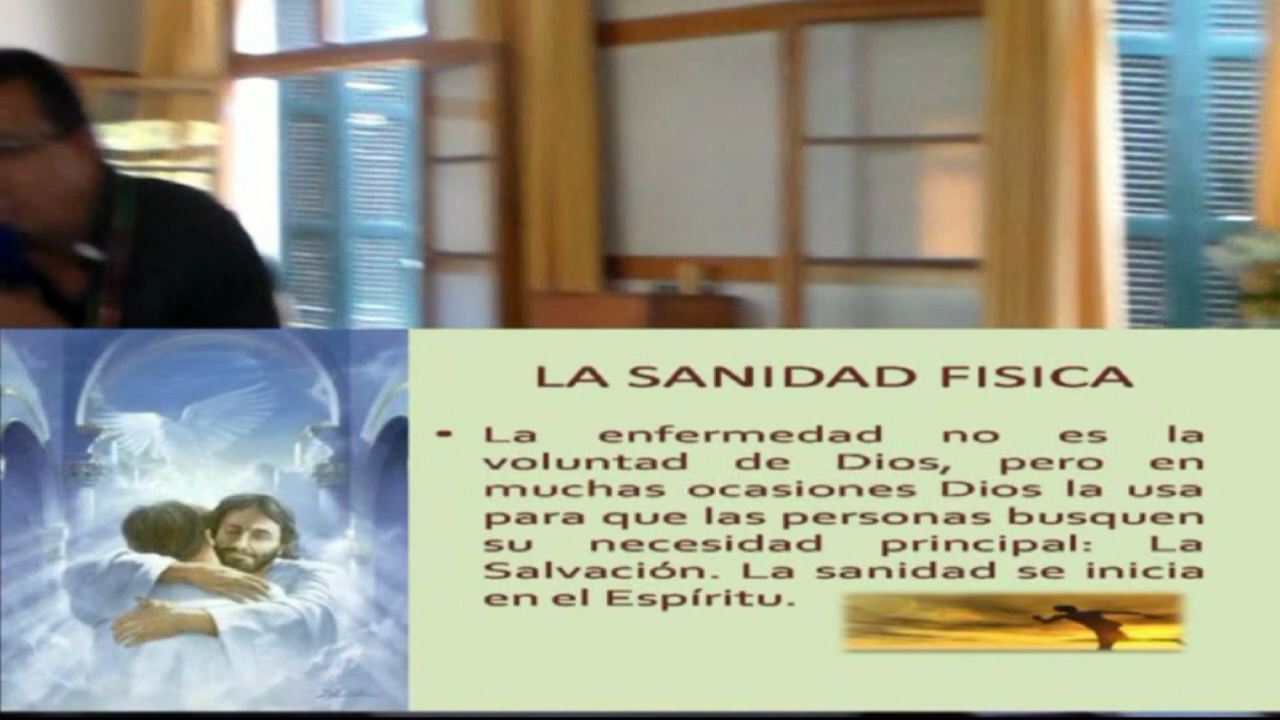 LA SANIDAD FISICA
• La enfermedad no es la
voluntad de Dios, pero en
muchas ocasiones Dios la usa
para que las personas busquen
su necesidad principal: La
Salvación. La sanidad se inicia
en el Espíritu.